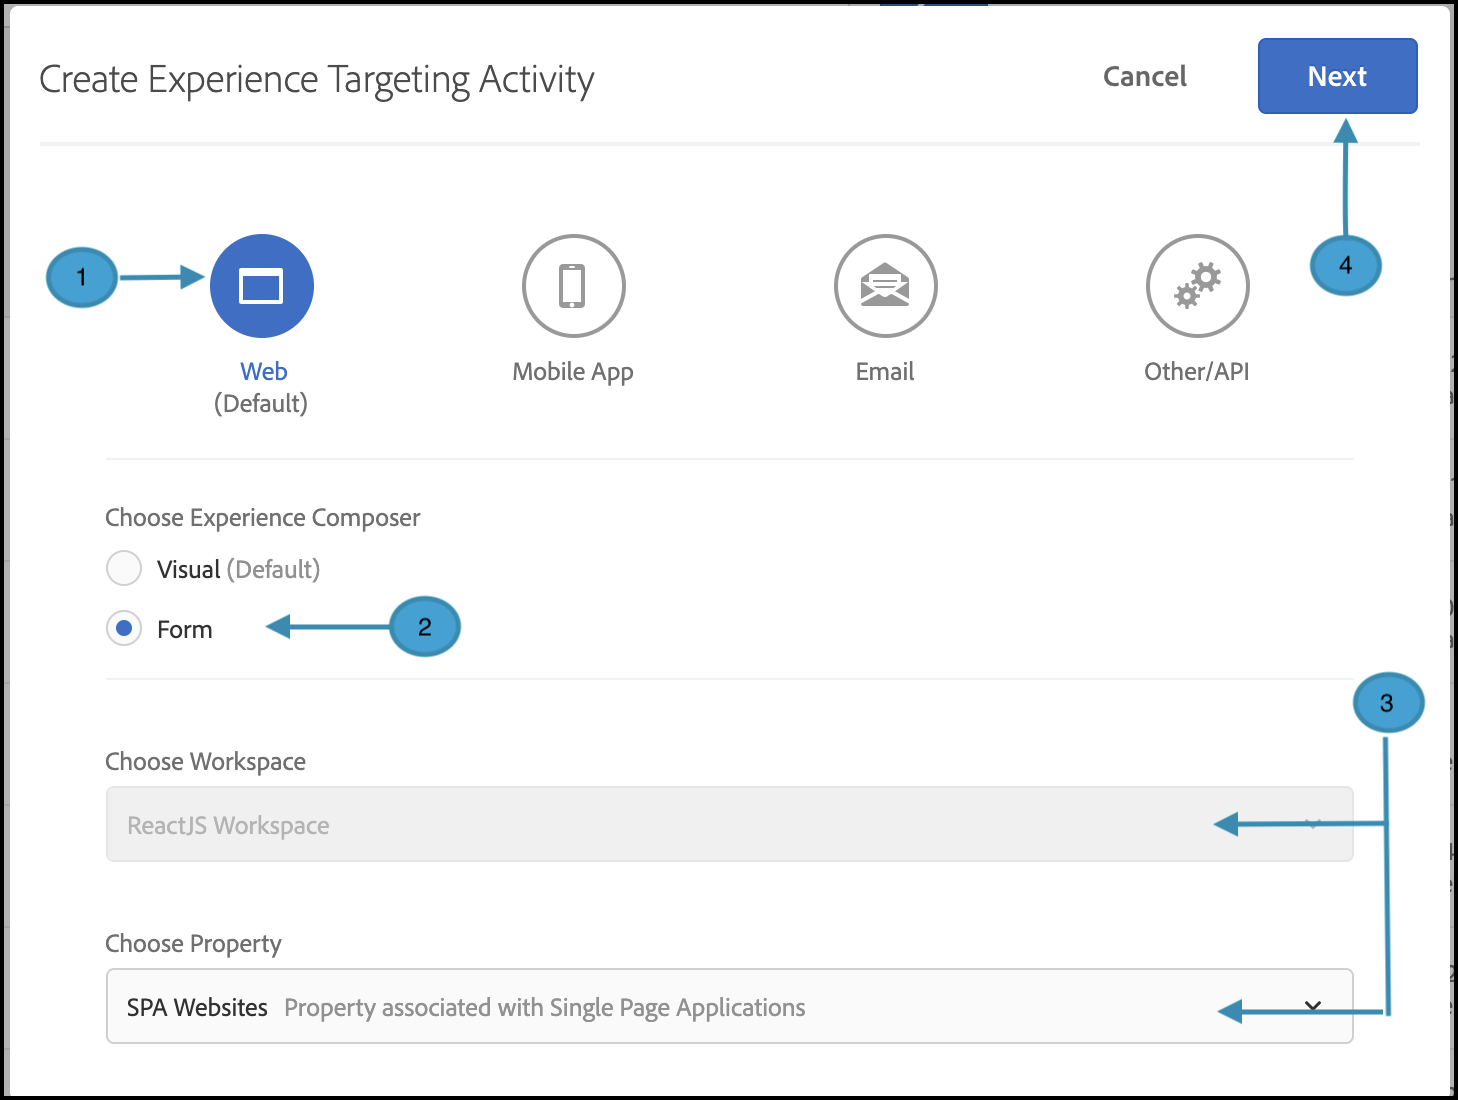 Create Experience Targeting Activity
Cancel
Next
1
4
Web
(Default)
Mobile App
Email
Other/API
Choose Experience Composer
Visual (Default)
Form
2
3
Choose Workspace
ReactJS Workspace
Choose Property
SPA Websites Property associated with Single Page Applications